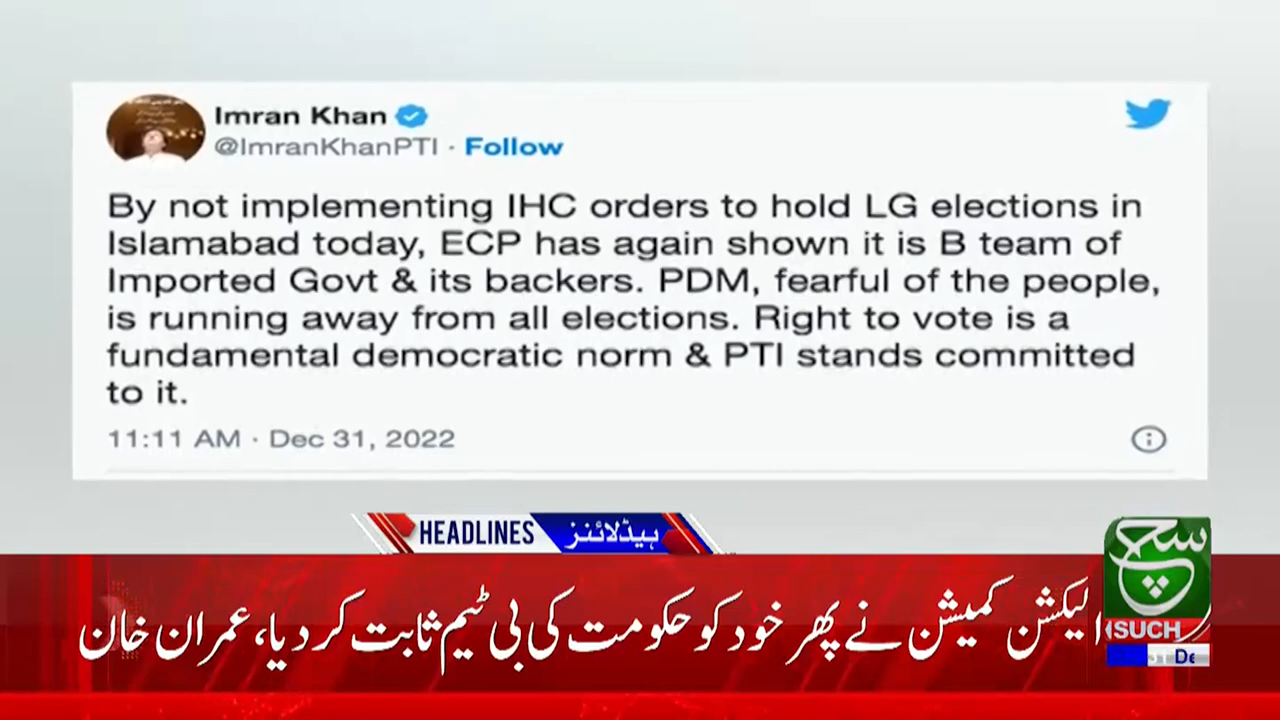 Imran Khan
@ImranKhanPTI · Follow
By not implementing IHC orders to hold LG elections in
Islamabad today, ECP has again shown it is B team of
Imported Govt & its backers. PDM, fearful of the people,
is running away from all elections. Right to vote is a
fundamental democratic norm & PTI stands committed
to it.
11:11 AM · Dec 31, 2022
HEADLINES ہیڈلائنز
الیکشن کمیشن نے پھر خود کو حکومت کی بی ٹیم ثابت کر دیا، عمران خان
سچ
SUCH
31 De